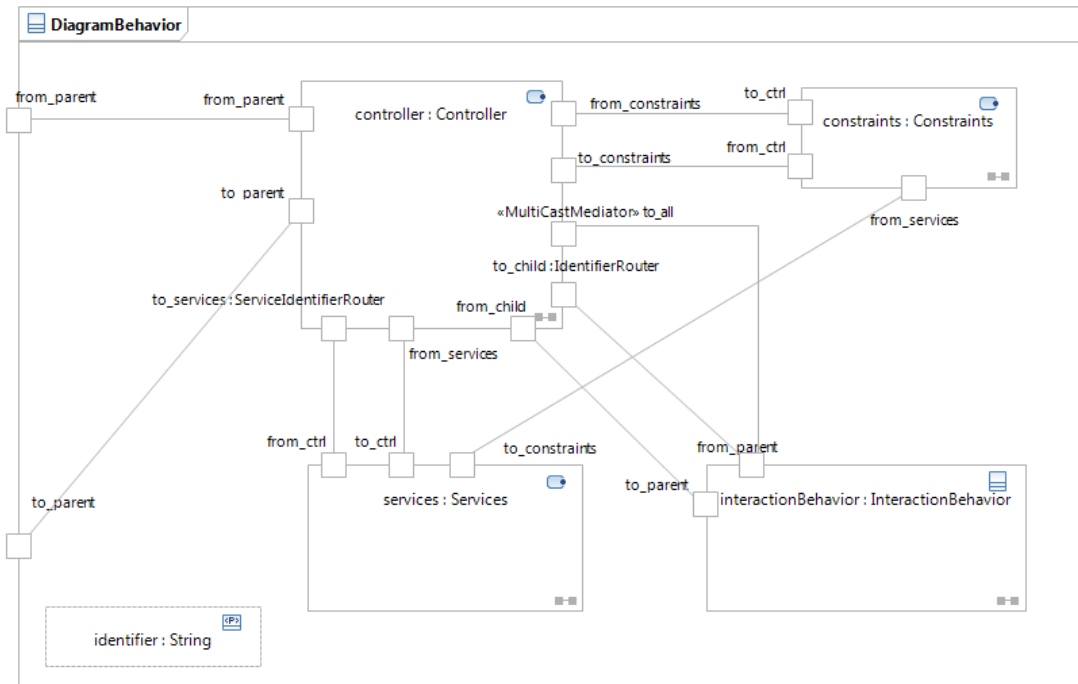 DiagramBehavior
from_parent
from_parent
controller : Controller
from_constraints
to_ctrl
constraints : Constraints
to_constraints
from_ctrl
to_parent
«MultiCastMediator» to_all
from_services
to_child :IdentifierRouter
to_services :ServiceIdentifierRouter
from_child
from_services
from_ctrl
to_ctrl
to_constraints
from_parent
to_parent
services : Services
interactionBehavior : InteractionBehavior
to_parent
<P>
identifier : String